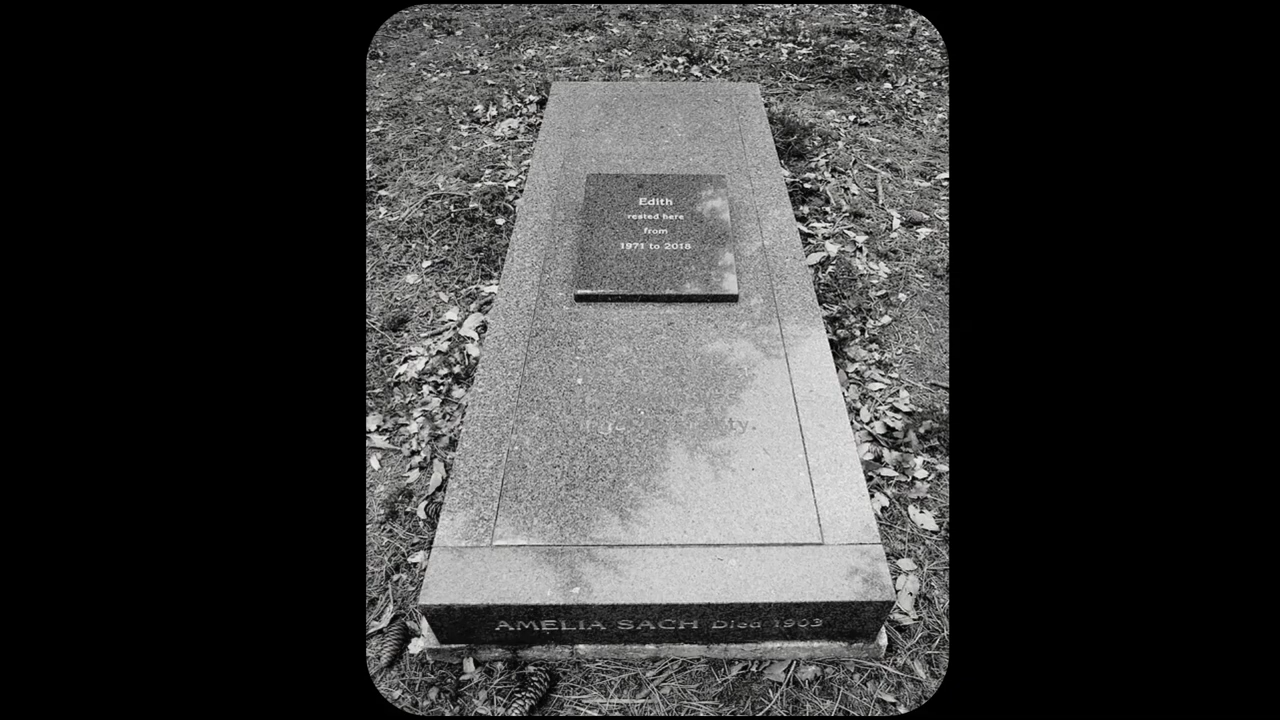 Edith
rested here
from
1971 to 2018
AMELIA SACH Died 1903